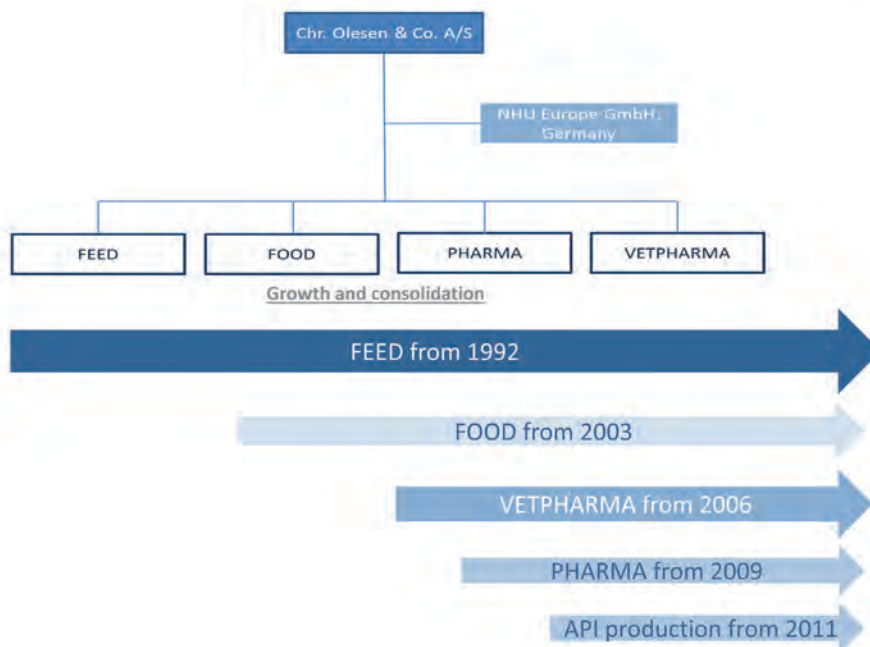 Chr. Olesen & Co. A/S
NHU Europe GmbH,
Germany
FEED
FOOD
PHARMA
VETPHARMA
Growth and consolidation
FEED from 1992
FOOD from 2003
VETPHARMA from 2006
PHARMA from 2009
API production from 2011